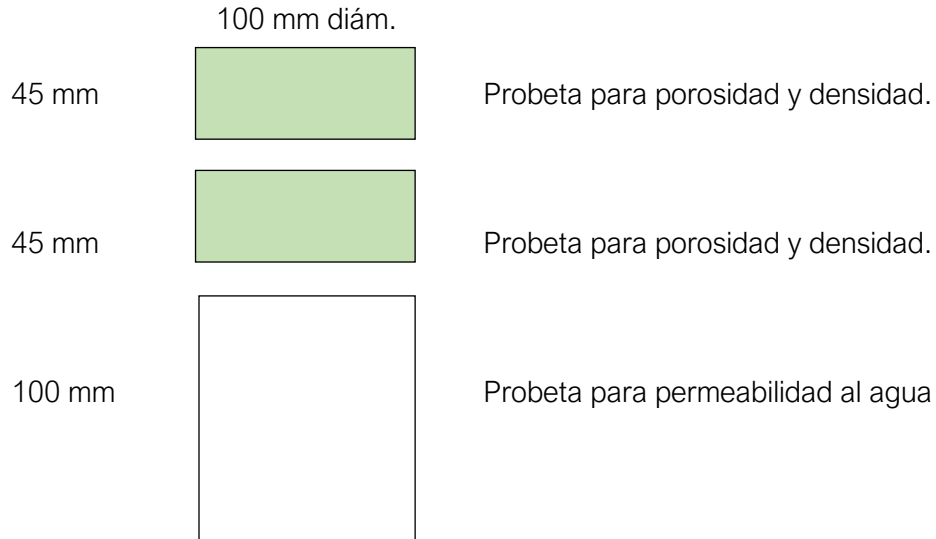 100 mm diám.
45 mm Probeta para porosidad y densidad.
45 mm Probeta para porosidad y densidad.
100 mm Probeta para permeabilidad al agua